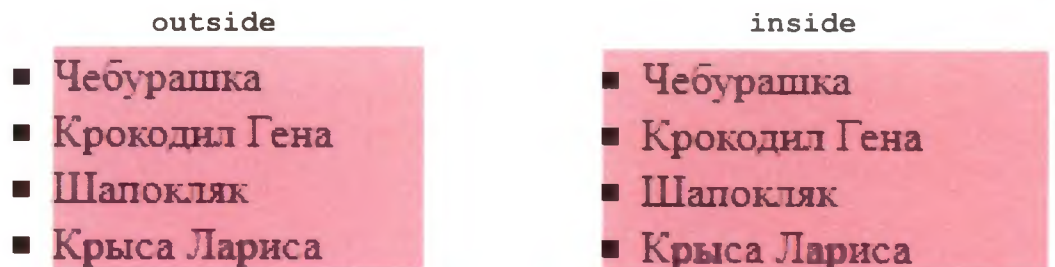 outside
▪ Чебурашка
▪ Крокодил Гена
▪ Шапокляк
▪ Крыса Лариса
inside
▪ Чебурашка
▪ Крокодил Гена
▪ Шапокляк
▪ Крыса Лариса